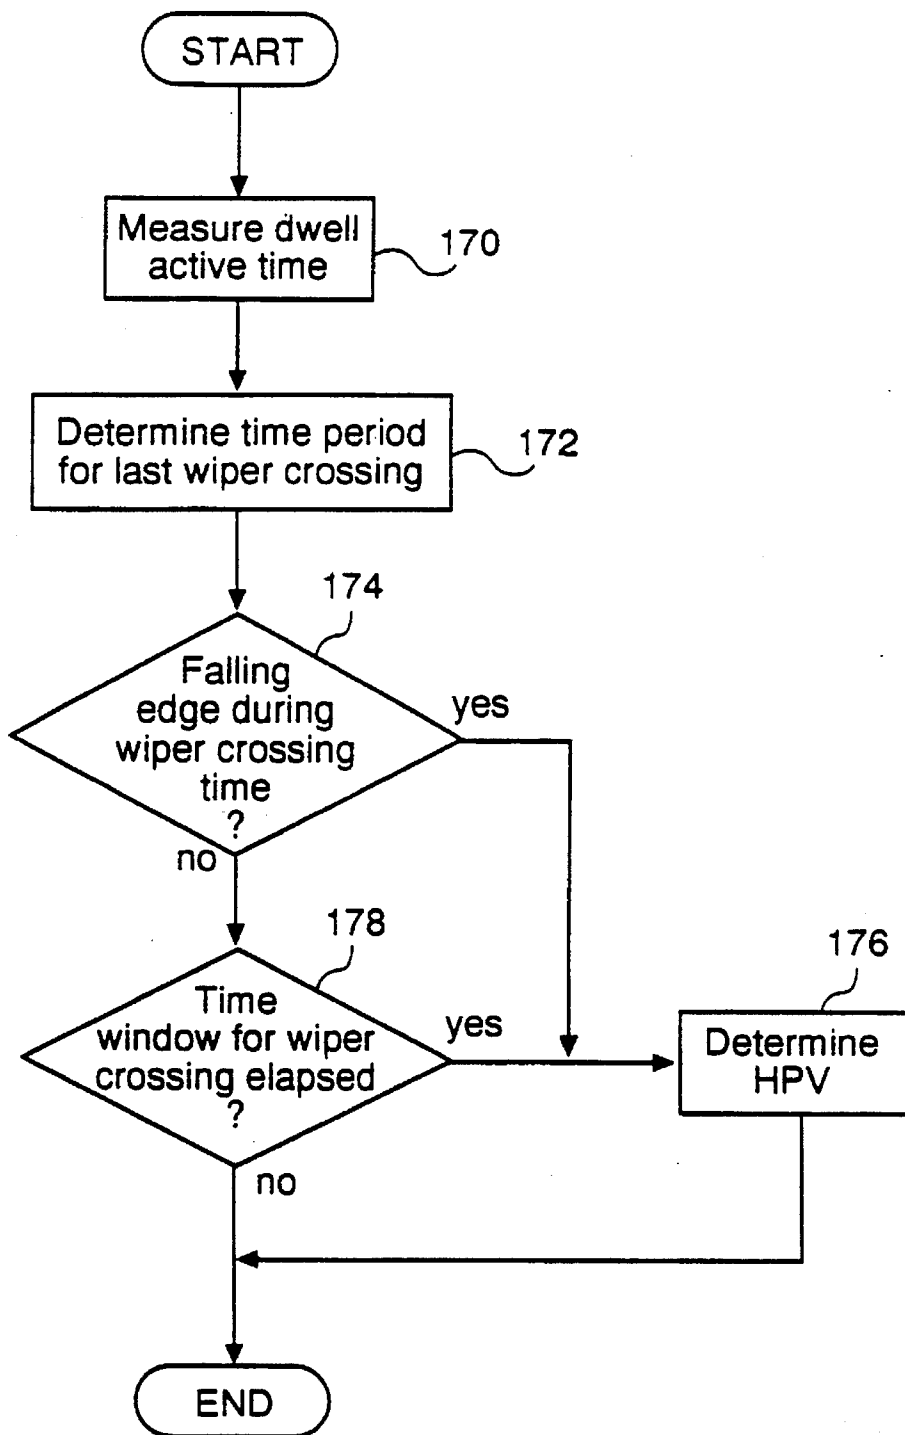 START
Measure dwell
active time
170
Determine time period
for last wiper crossing
172
174
Falling
edge during
wiper crossing
time
?
yes
no
178
Time
window for wiper
crossing elapsed
?
yes
no
176
Determine
HPV
END